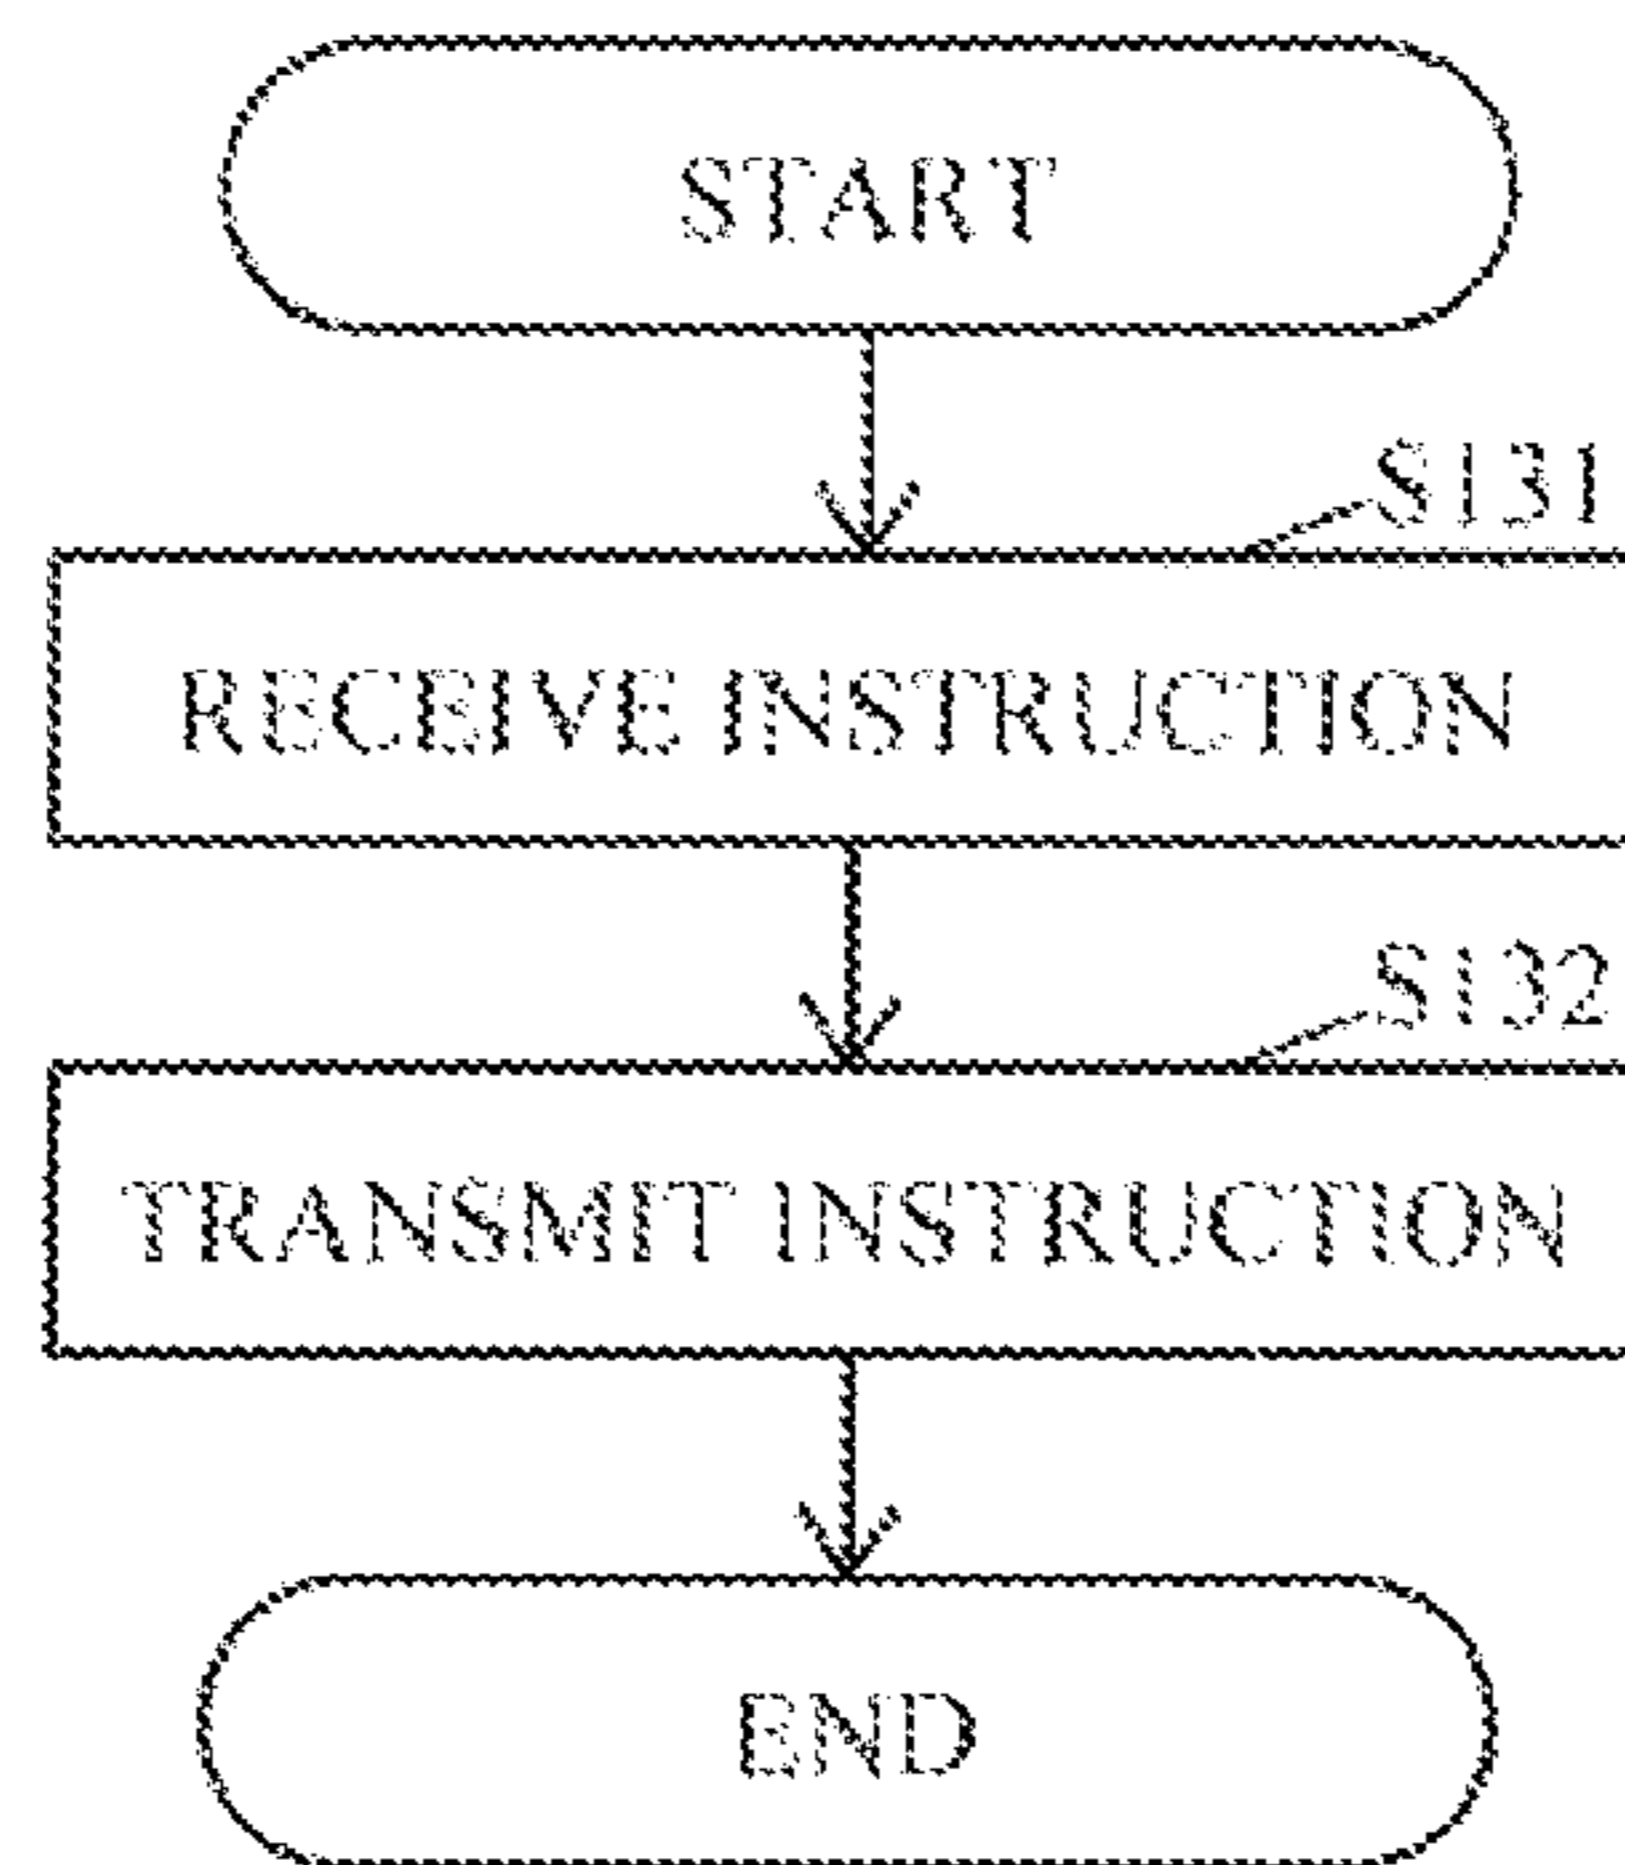 START
S131
RECEIVE INSTRUCTION
S132
TRANSMIT INSTRUCTION
END